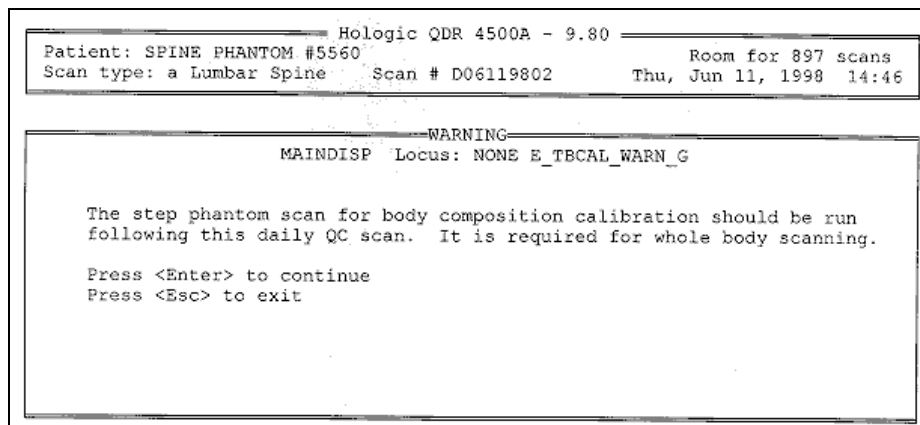 Hologic QDR 4500A - 9.80
Patient: SPINE PHANTOM #5560 Room for 897 scans
Scan type: a Lumbar Spine Scan # D06119802 Thu, Jun 11, 1998 14:46
WARNING
MAINDISP Locus: NONE E_TBCAL_WARN_G
The step phantom scan for body composition calibration should be run
following this daily QC scan. It is required for whole body scanning.
Press <Enter> to continue
Press <Esc> to exit